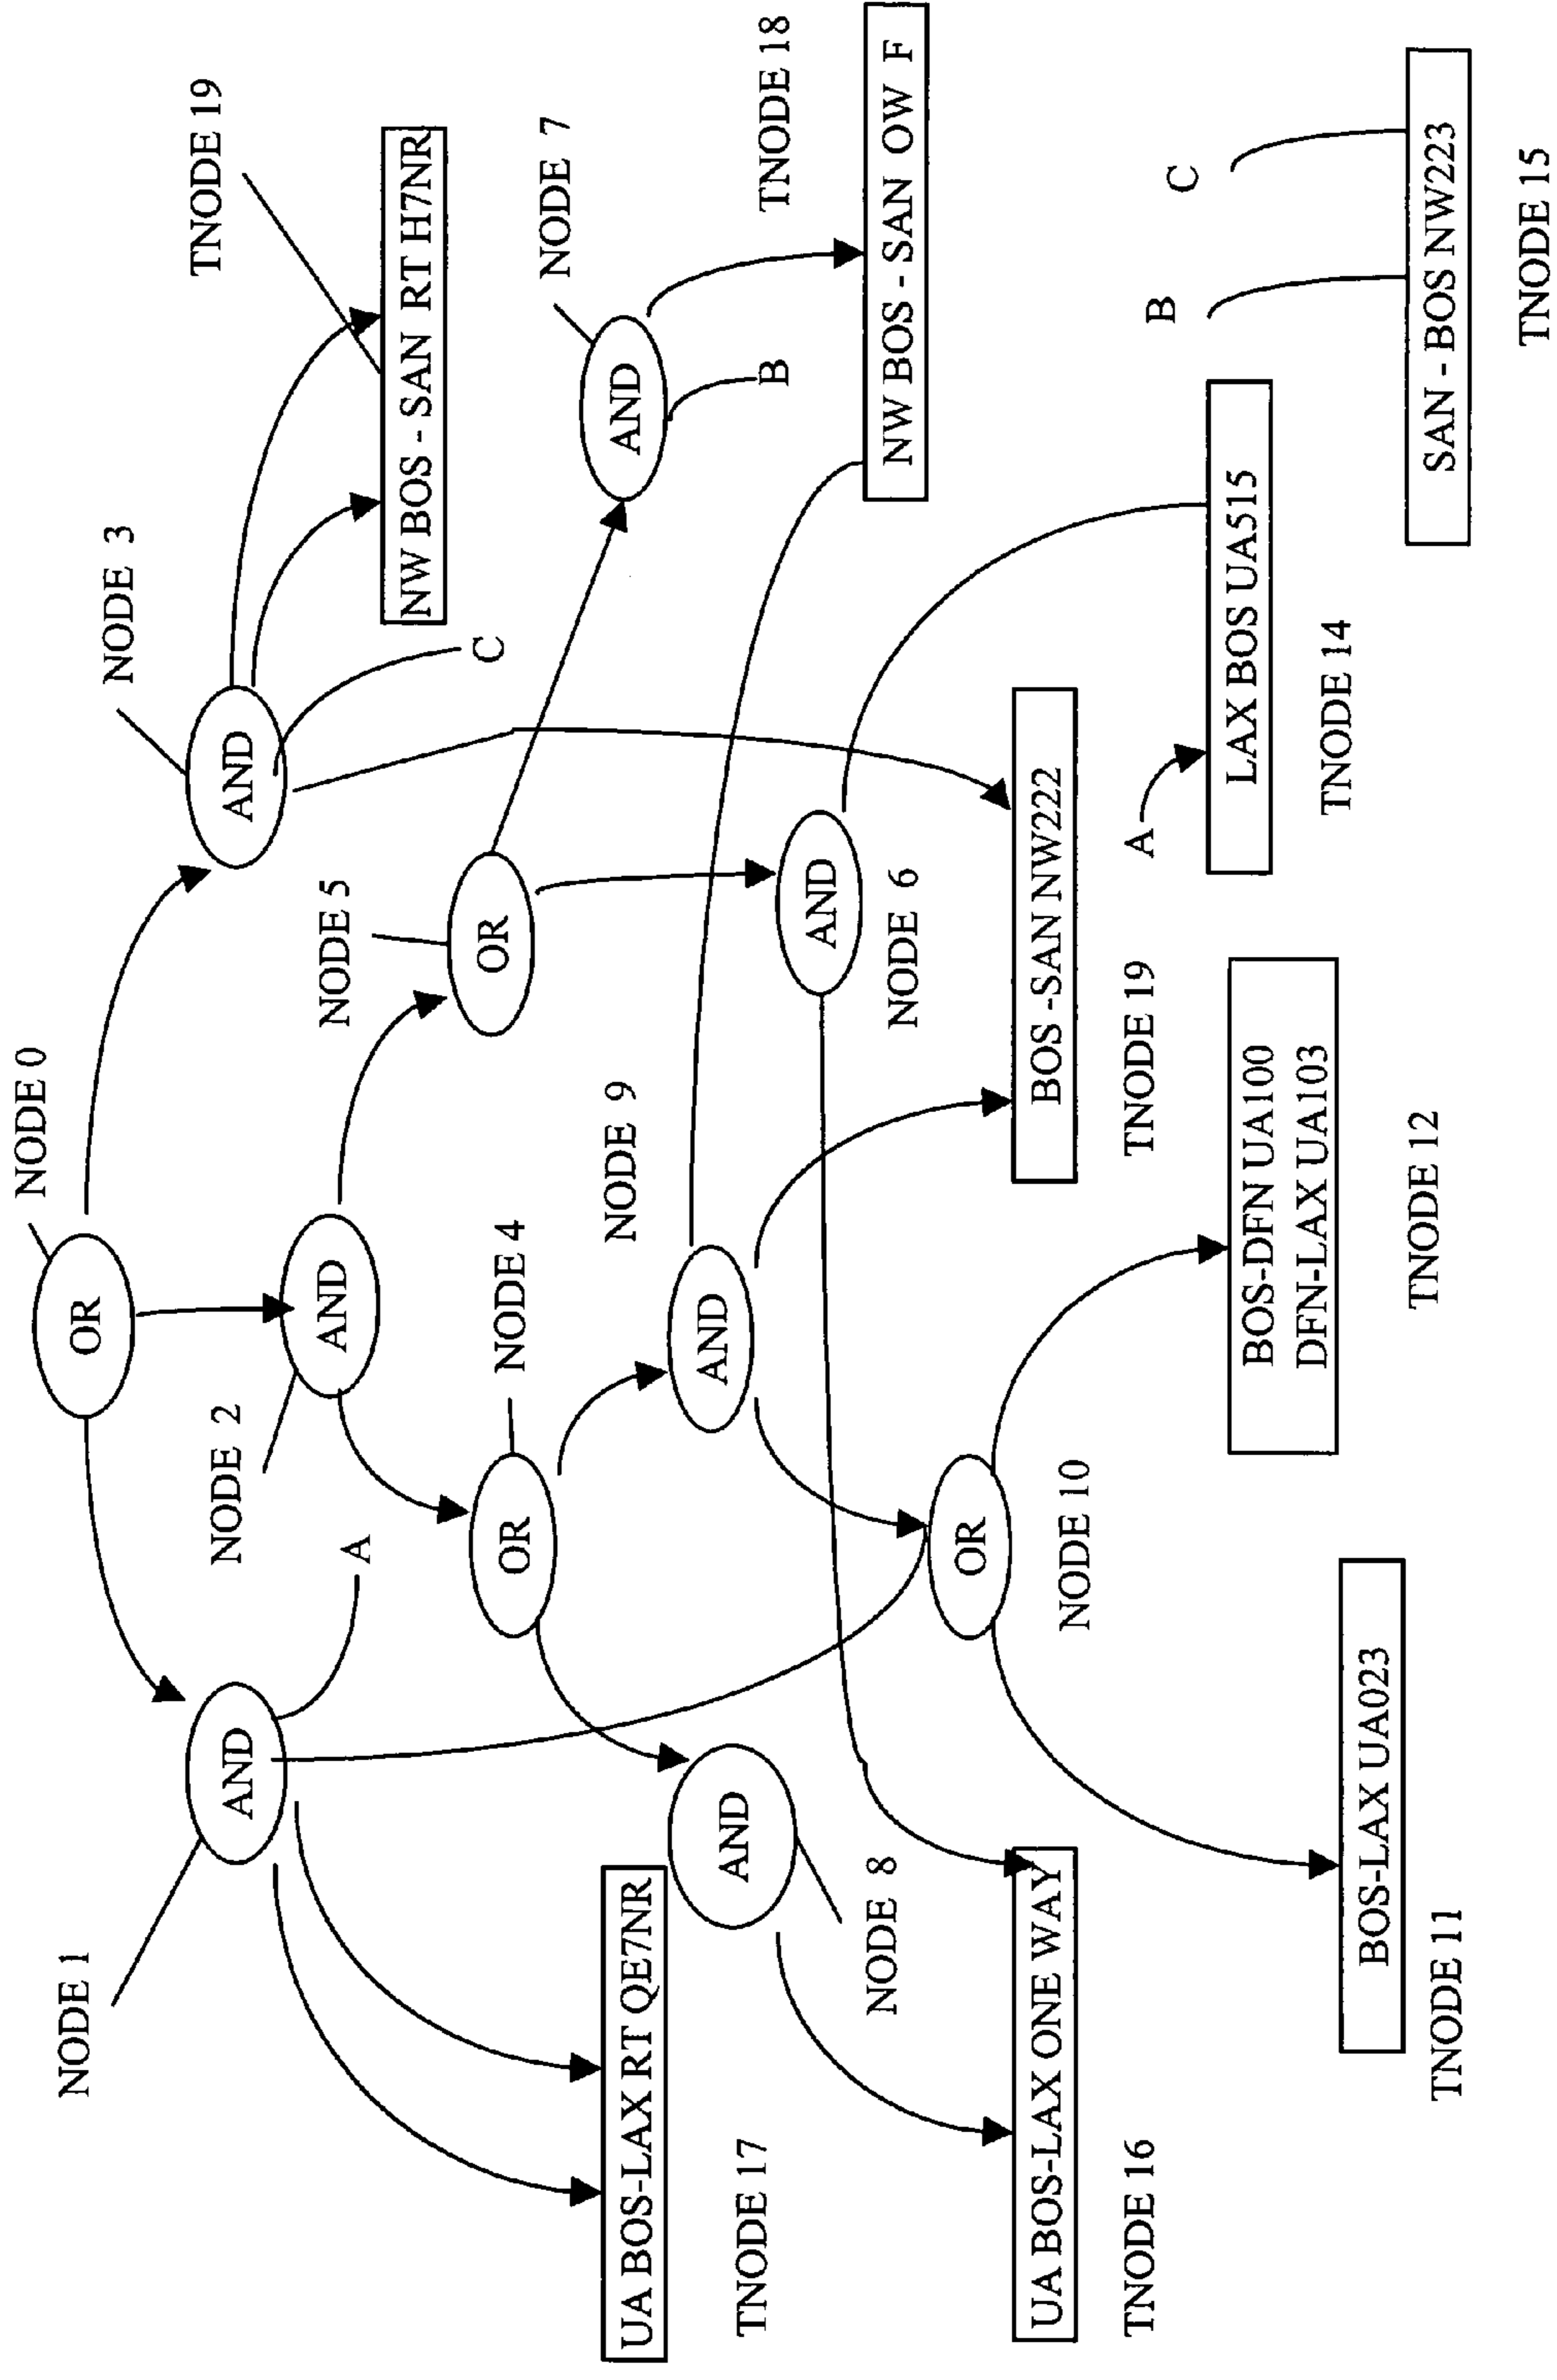 NODE 0
OR
NODE 1
AND
A
NODE 2
AND
NODE 3
AND
C
TNODE 19
NW BOS - SAN RT H7NR
NODE 4
OR
NODE 5
OR
NODE 7
AND
B
UA BOS-LAX RT QE7NR
TNODE 17
AND
NODE 8
NODE 9
AND
AND
NODE 6
TNODE 18
NW BOS - SAN OW F
UA BOS-LAX ONE WAY
TNODE 16
OR
NODE 10
BOS -SAN NW222
TNODE 19
A
LAX BOS UA515
TNODE 14
B
C
BOS-LAX UA023
TNODE 11
BOS-DFN UA100
DFN-LAX UA103
TNODE 12
SAN - BOS NW223
TNODE 15